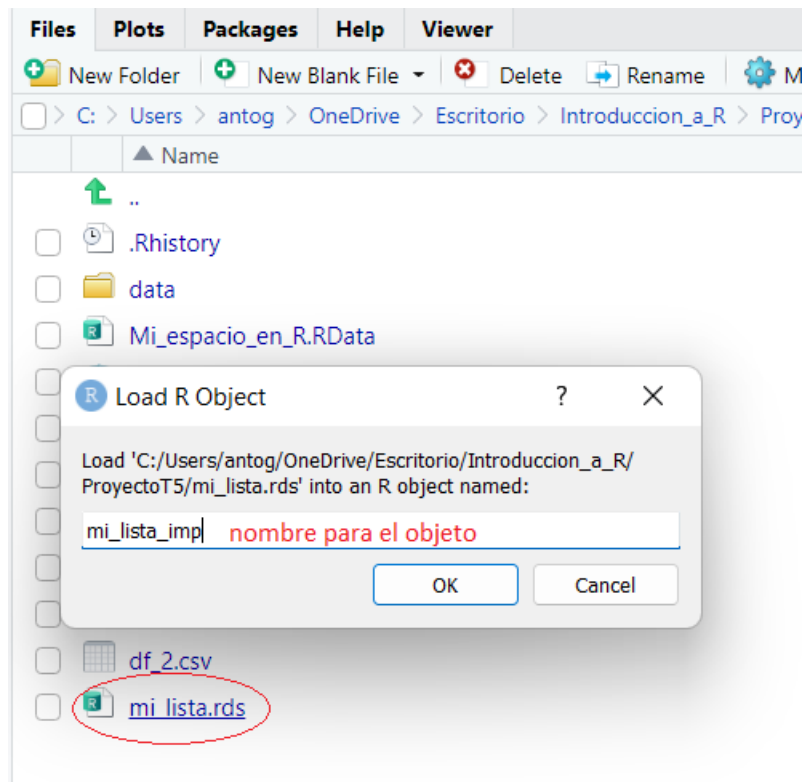 Files Plots Packages Help Viewer
New Folder New Blank File Delete Rename M
C: > Users > antog > OneDrive > Escritorio > Introduccion_a_R > Proy
Name
..
.Rhistory
data
Mi_espacio_en_R.RData
R Load R Object ?
Load 'C:/Users/antog/OneDrive/Escritorio/Introduccion_a_R/
ProyectoT5/mi_lista.rds' into an R object named:
mi_lista_imp nombre para el objeto
OK Cancel
df_2.csv
mi_lista.rds